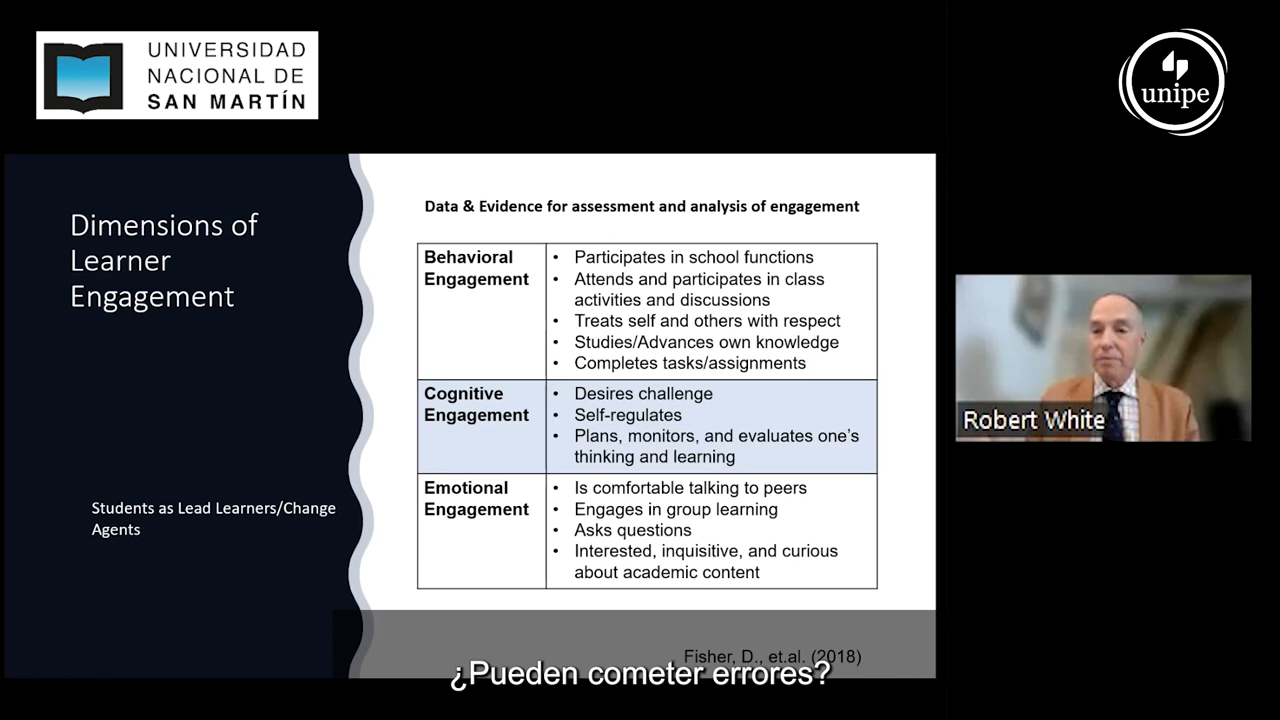 UNIVERSIDAD
NACIONAL DE
SAN MARTÍN
unipe
Dimensions of
Learner
Engagement
Students as Lead Learners/Change
Agents
Data & Evidence for assessment and analysis of engagement
Behavioral
Engagement
• Participates in school functions
• Attends and participates in class
activities and discussions
• Treats self and others with respect
• Studies/Advances own knowledge
• Completes tasks/assignments
Cognitive
Engagement
• Desires challenge
• Self-regulates
• Plans, monitors, and evaluates one's
thinking and learning
Emotional
Engagement
• Is comfortable talking to peers
• Engages in group learning
• Asks questions
• Interested, inquisitive, and curious
about academic content
Fisher, D., et.al. (2018)
Robert White
¿Pueden cometer errores?